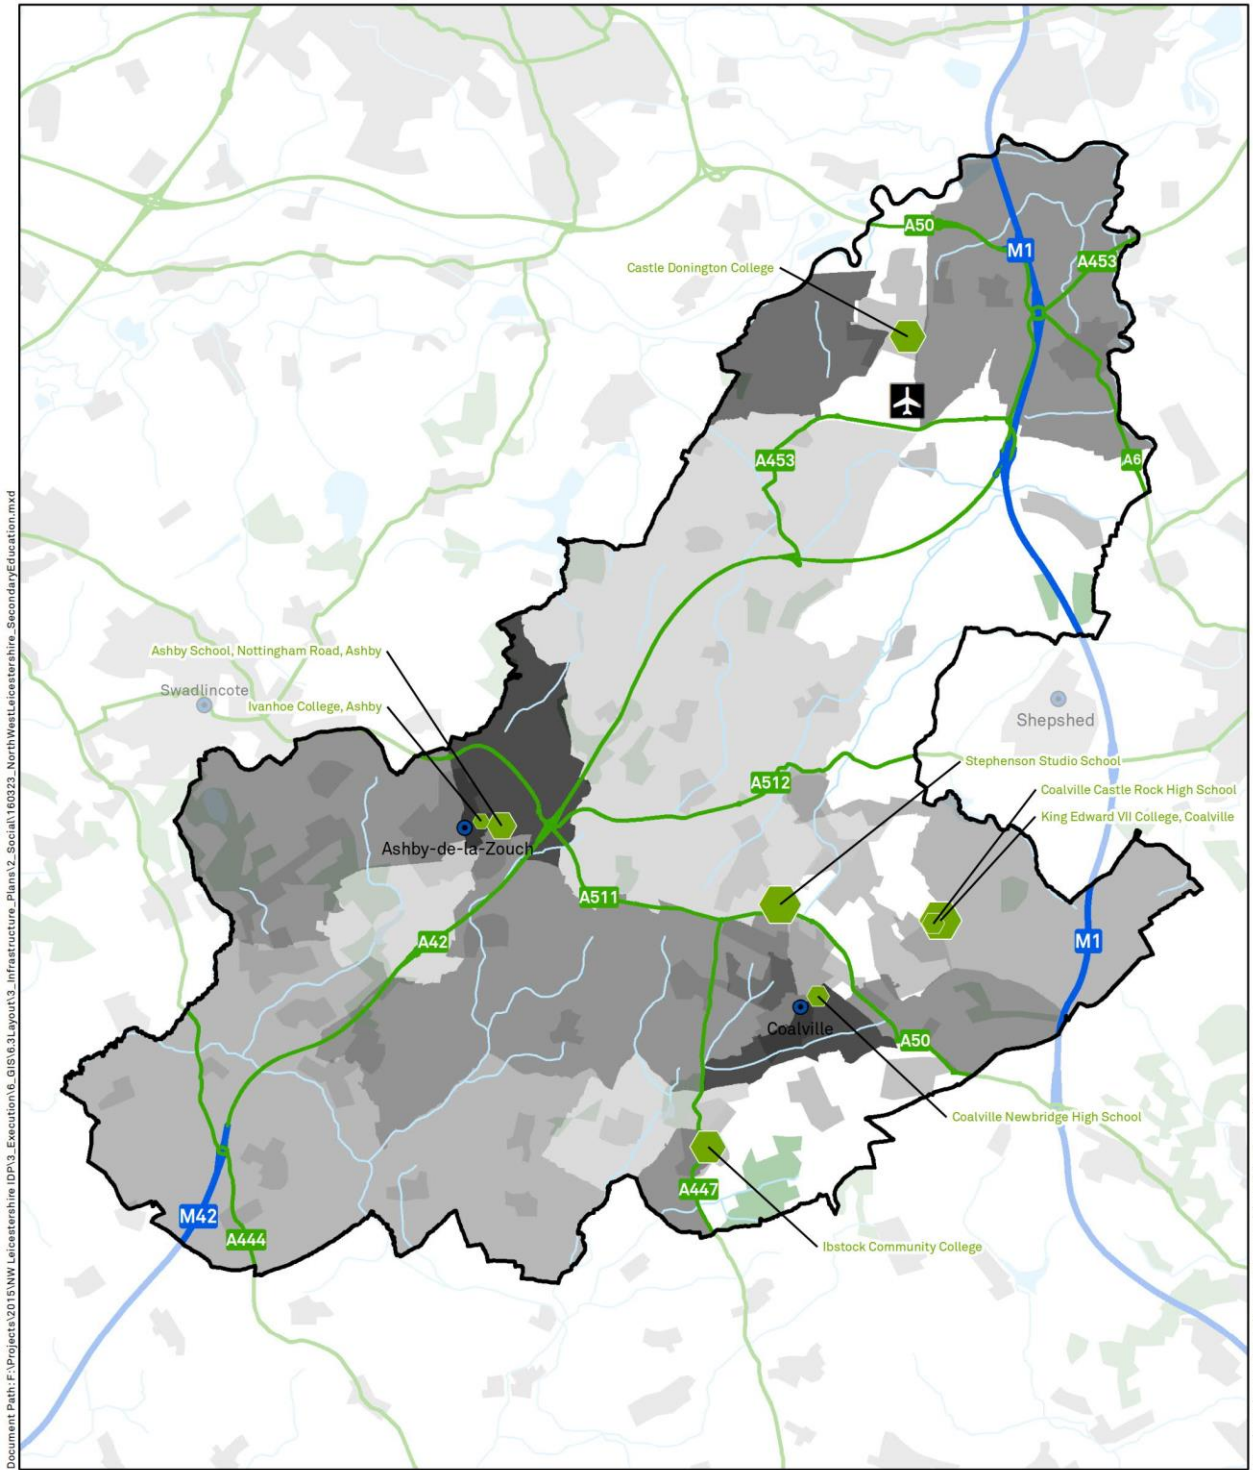 A50
M1
A453
Castle Donington College
A453
A6
Ashby School, Nottingham Road, Ashby
Swadlincote
Ivanhoe College, Ashby
Shepshed
Stephenson Studio School
A512
Coalville Castle Rock High School
King Edward VII College, Coalville
Ashby-de-la-Zouch
A511
A42
M1
Coalville
A50
Coalville Newbridge High School
A447
M42
A444
Ibstock Community College
Document Path: F:\Projects\2015\NW Leicestershire IDP\3_Execution\6_GIS\6.3Layout\3_Infrastructure_Plans\2_Social\160323_NorthWestLeicestershire_SecondaryEducation.mxd